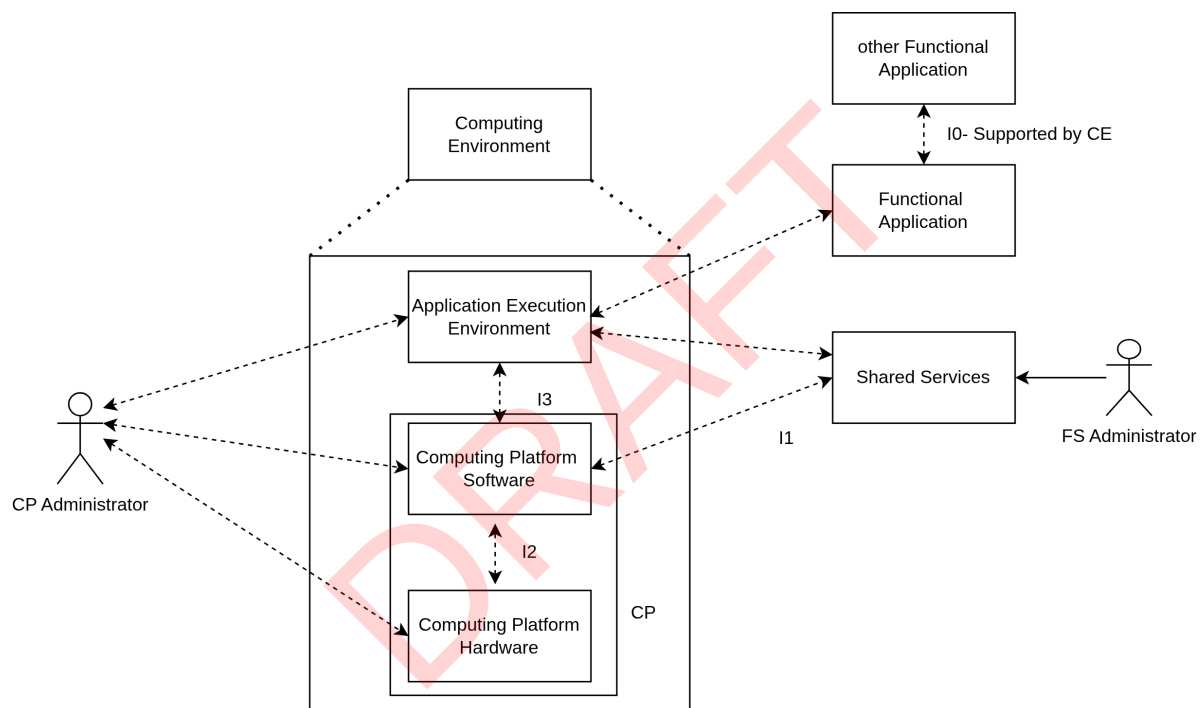 other Functional
Application
I0- Supported by CE
Computing
Environment
Functional
Application
Application Execution
Environment
Shared Services
I3
I1
FS Administrator
Computing Platform
Software
CP Administrator
I2
CP
Computing Platform
Hardware
DRAFT